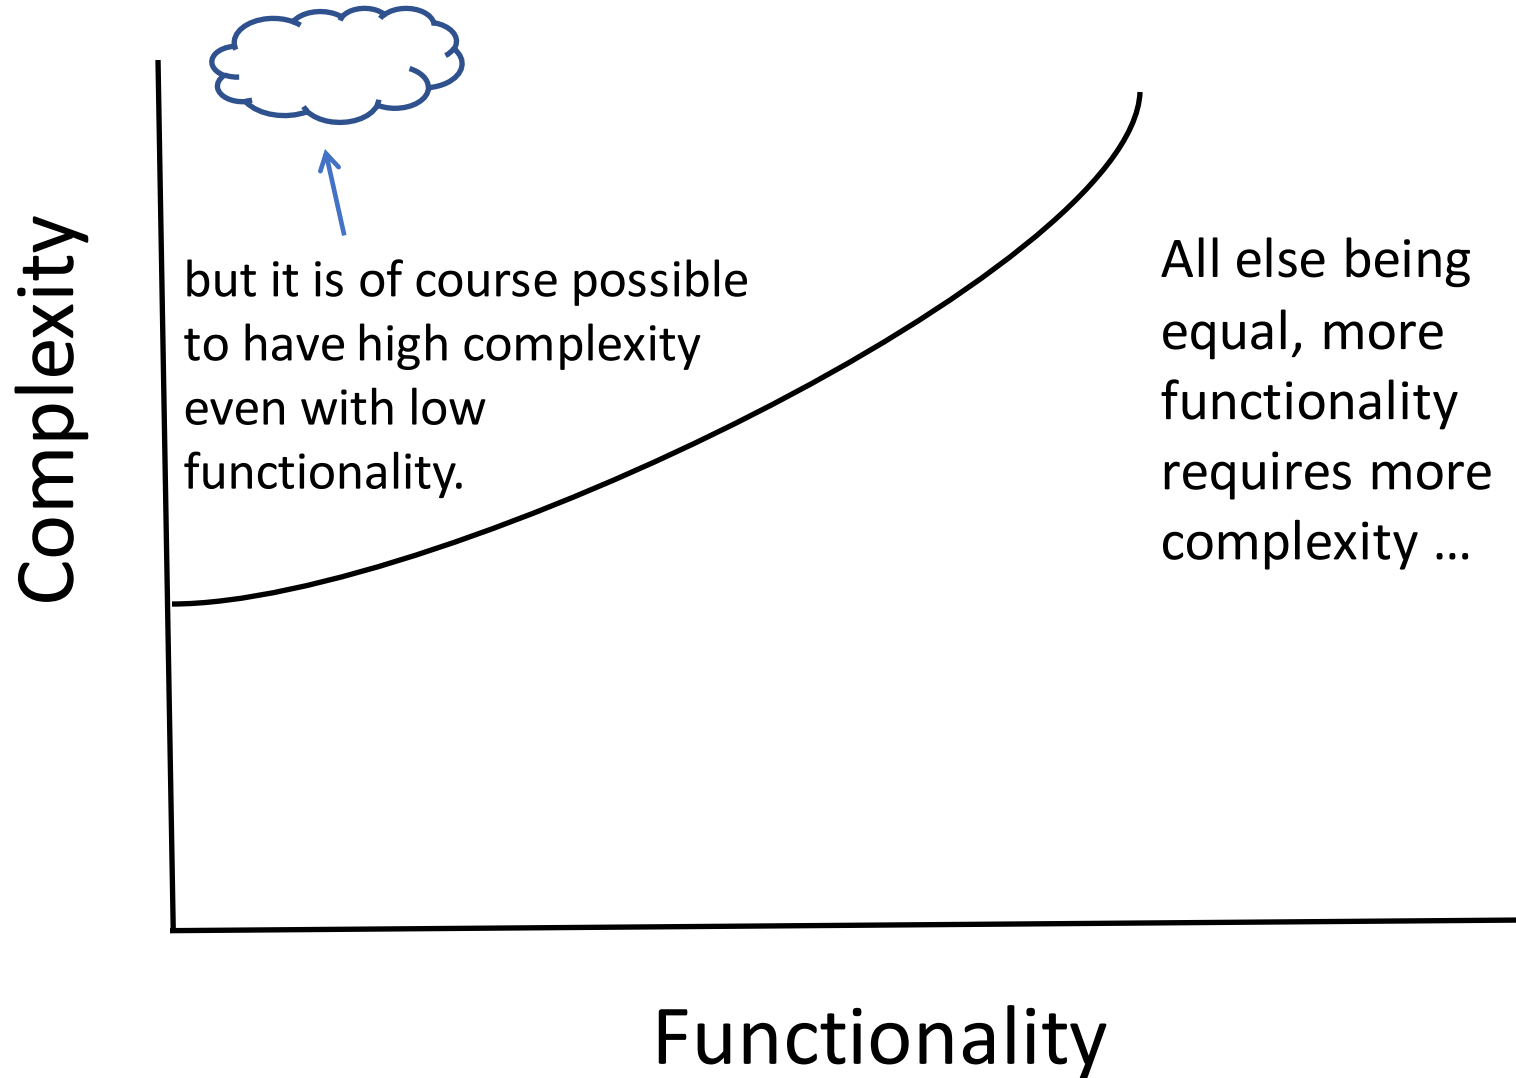 Complexity
but it is of course possible
to have high complexity
even with low
functionality.
All else being
equal, more
functionality
requires more
complexity ...
Functionality